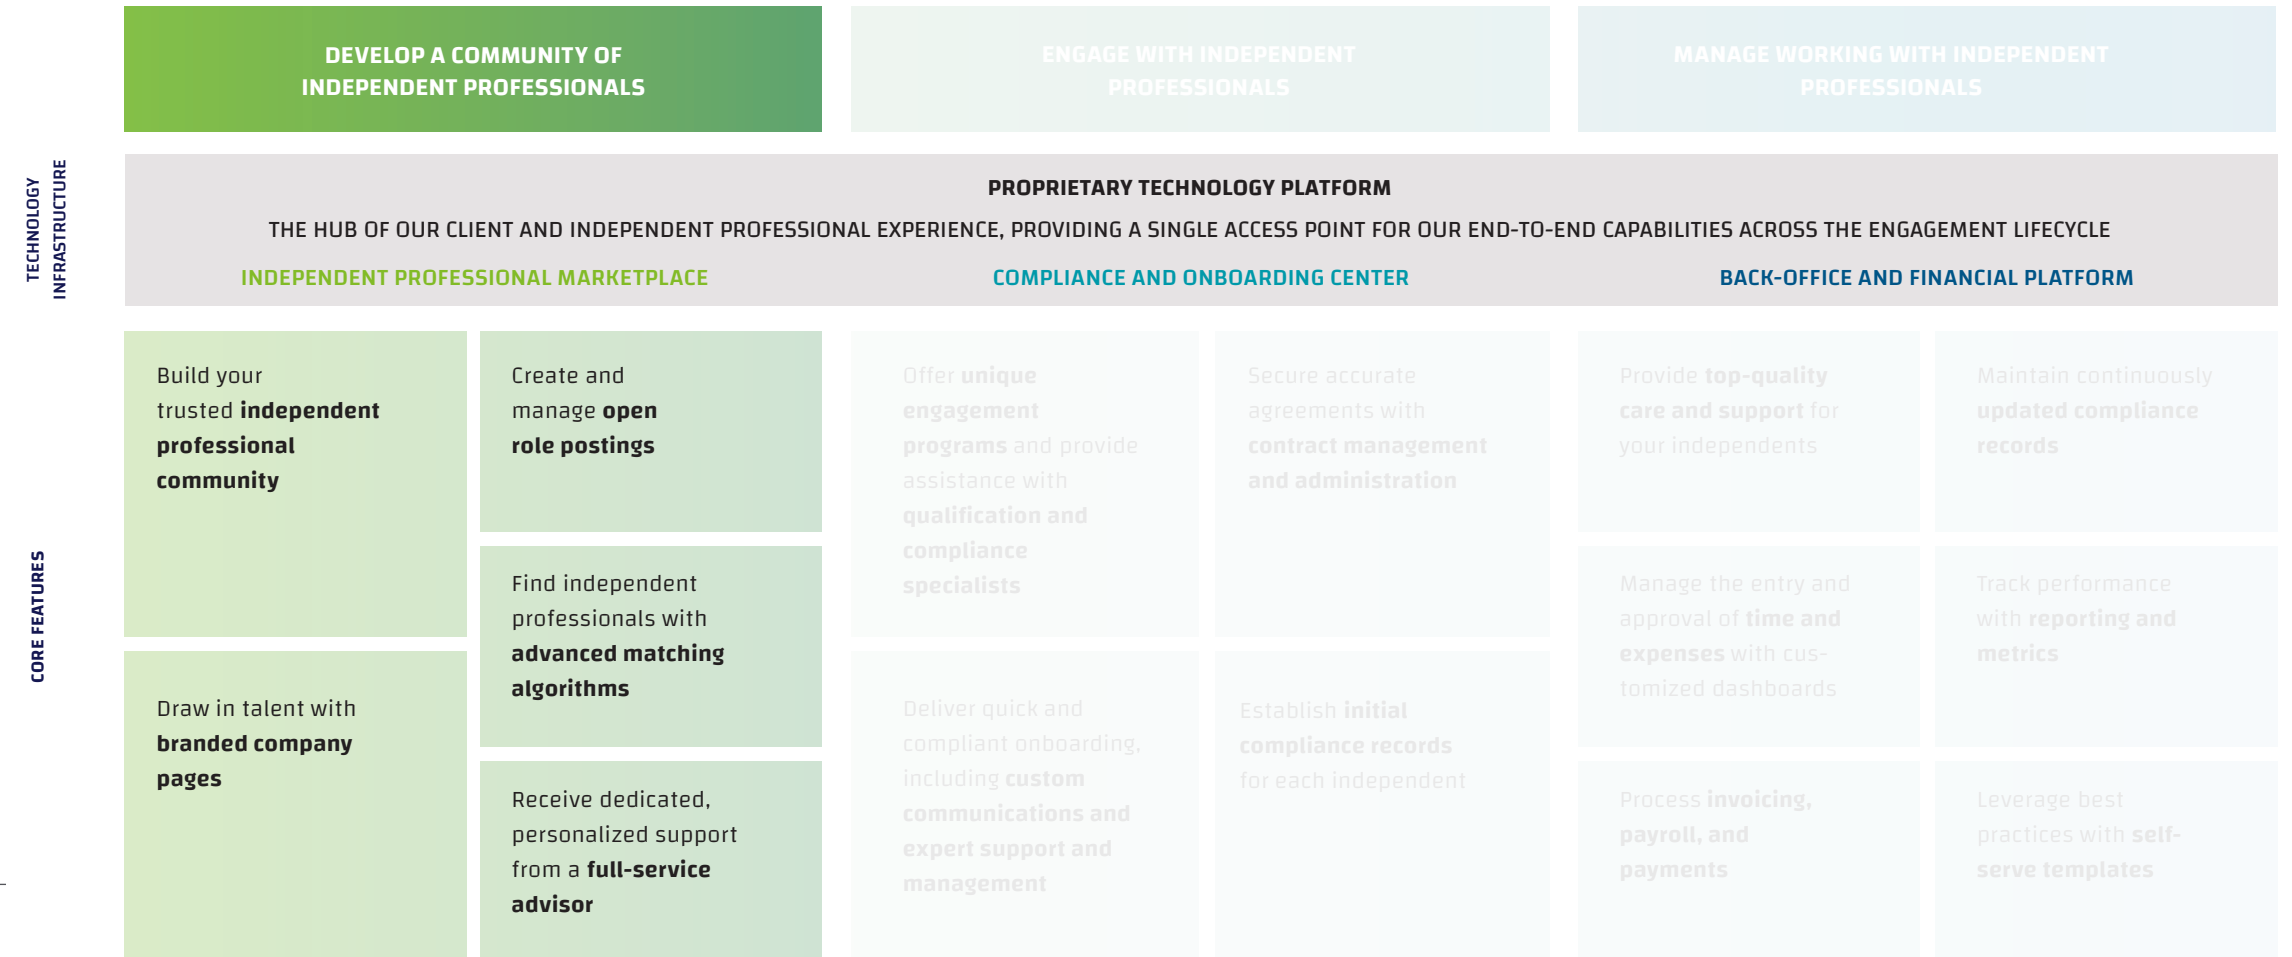 DEVELOP A COMMUNITY OF
INDEPENDENT PROFESSIONALS
ENGAGE WITH INDEPENDENT
PROFESSIONALS
MANAGE WORKING WITH INDEPENDENT
PROFESSIONALS
TECHNOLOGY
INFRASTRUCTURE
PROPRIETARY TECHNOLOGY PLATFORM
THE HUB OF OUR CLIENT AND INDEPENDENT PROFESSIONAL EXPERIENCE, PROVIDING A SINGLE ACCESS POINT FOR OUR END-TO-END CAPABILITIES ACROSS THE ENGAGEMENT LIFECYCLE
INDEPENDENT PROFESSIONAL MARKETPLACE
COMPLIANCE AND ONBOARDING CENTER
BACK-OFFICE AND FINANCIAL PLATFORM
CORE FEATURES
Build your
trusted independent
professional
community
Draw in talent with
branded company
pages
Create and
manage open
role postings
Find independent
professionals with
advanced matching
algorithms
Receive dedicated,
personalized support
from a full-service
advisor
Offer unique
engagement
programs and provide
assistance with
qualification and
compliance
specialists
Deliver quick and
compliant onboarding,
including custom
communications and
expert support and
management
Secure accurate
agreements with
contract management
and administration
Establish initial
compliance records
for each independent
Provide top-quality
care and support for
your independents
Manage the entry and
approval of time and
expenses with cus-
tomized dashboards
Process invoicing,
payroll, and
payments
Maintain continuously
updated compliance
records
Track performance
with reporting and
metrics
Leverage best
practices with self-
serve templates